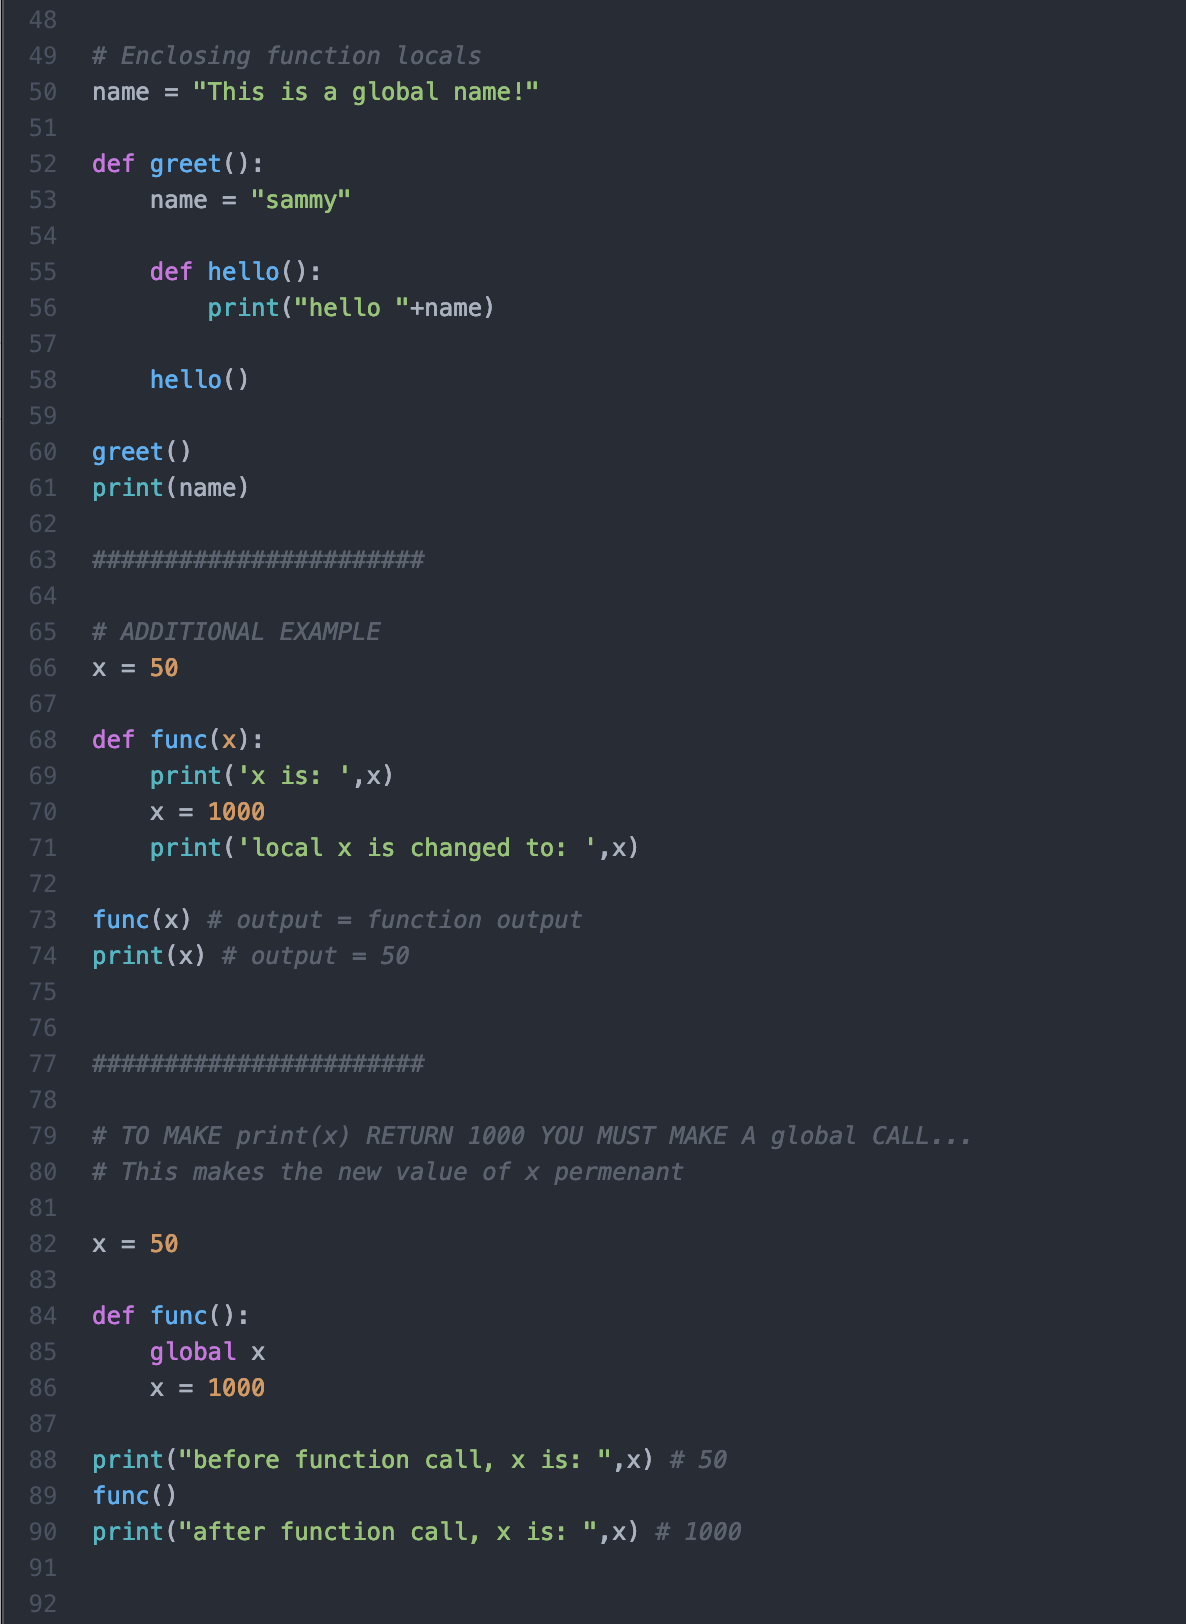 48
49 # Enclosing function locals
50 name = "This is a global name!"
51
52 def greet():
53     name = "sammy"
54
55     def hello():
56         print("hello "+name)
57
58     hello()
59
60 greet()
61 print(name)
62
63 #######################
64
65 # ADDITIONAL EXAMPLE
66 x = 50
67
68 def func(x):
69     print('x is: ',x)
70     x = 1000
71     print('local x is changed to: ',x)
72
73 func(x) # output = function output
74 print(x) # output = 50
75
76
77 #######################
78
79 # TO MAKE print(x) RETURN 1000 YOU MUST MAKE A global CALL...
80 # This makes the new value of x permenant
81
82 x = 50
83
84 def func():
85     global x
86     x = 1000
87
88 print("before function call, x is: ",x) # 50
89 func()
90 print("after function call, x is: ",x) # 1000
91
92